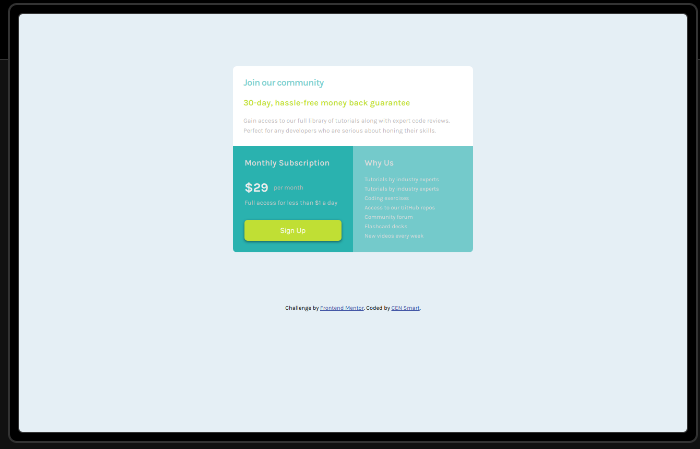 Join our community
30-day, hassle-free money back guarantee
Gain access to our full library of tutorials along with expert code reviews.
Perfect for any developers who are serious about honing their skills.
Monthly Subscription
$29 per month
Full access for less than $1 a day
Sign Up
Why Us
Tutorials by industry experts
Tutorials by industry experts
Coding exercises
Access to our GitHub repos
Community forum
Flashcard decks
New videos every week
Challenge by Frontend Mentor. Coded by GEN Smart.